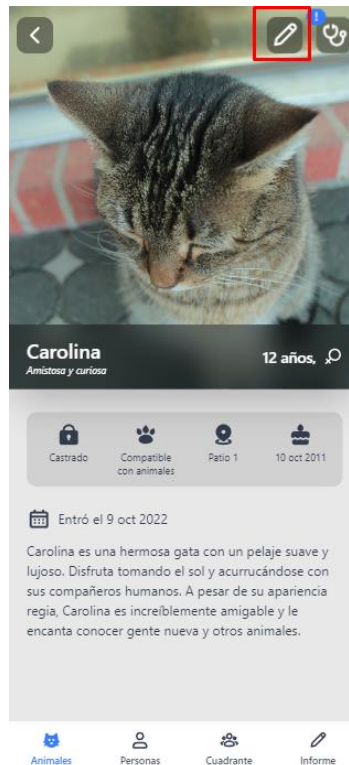 !
Carolina
Amistosa y curiosa
12 años,
Castrado
Compatible
con animales
Patio 1
10 oct 2011
Entró el 9 oct 2022
Carolina es una hermosa gata con un pelaje suave y
lujoso. Disfruta tomando el sol y acurrucándose con
sus compañeros humanos. A pesar de su apariencia
regia, Carolina es increíblemente amigable y le
encanta conocer gente nueva y otros animales.
Animales
Personas
Cuadrante
Informe